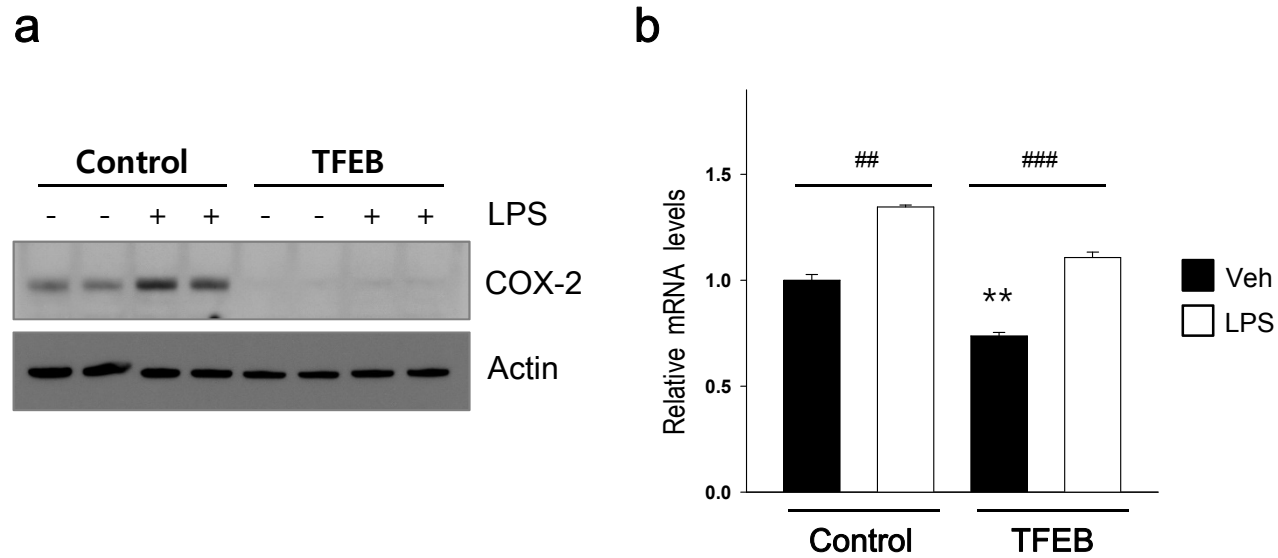 a
Control TFEB
- - + + - - + + LPS
COX-2
Actin
b
Relative mRNA levels
1.5
1.0
0.5
0.0
## ###
**
Veh
LPS
Control TFEB